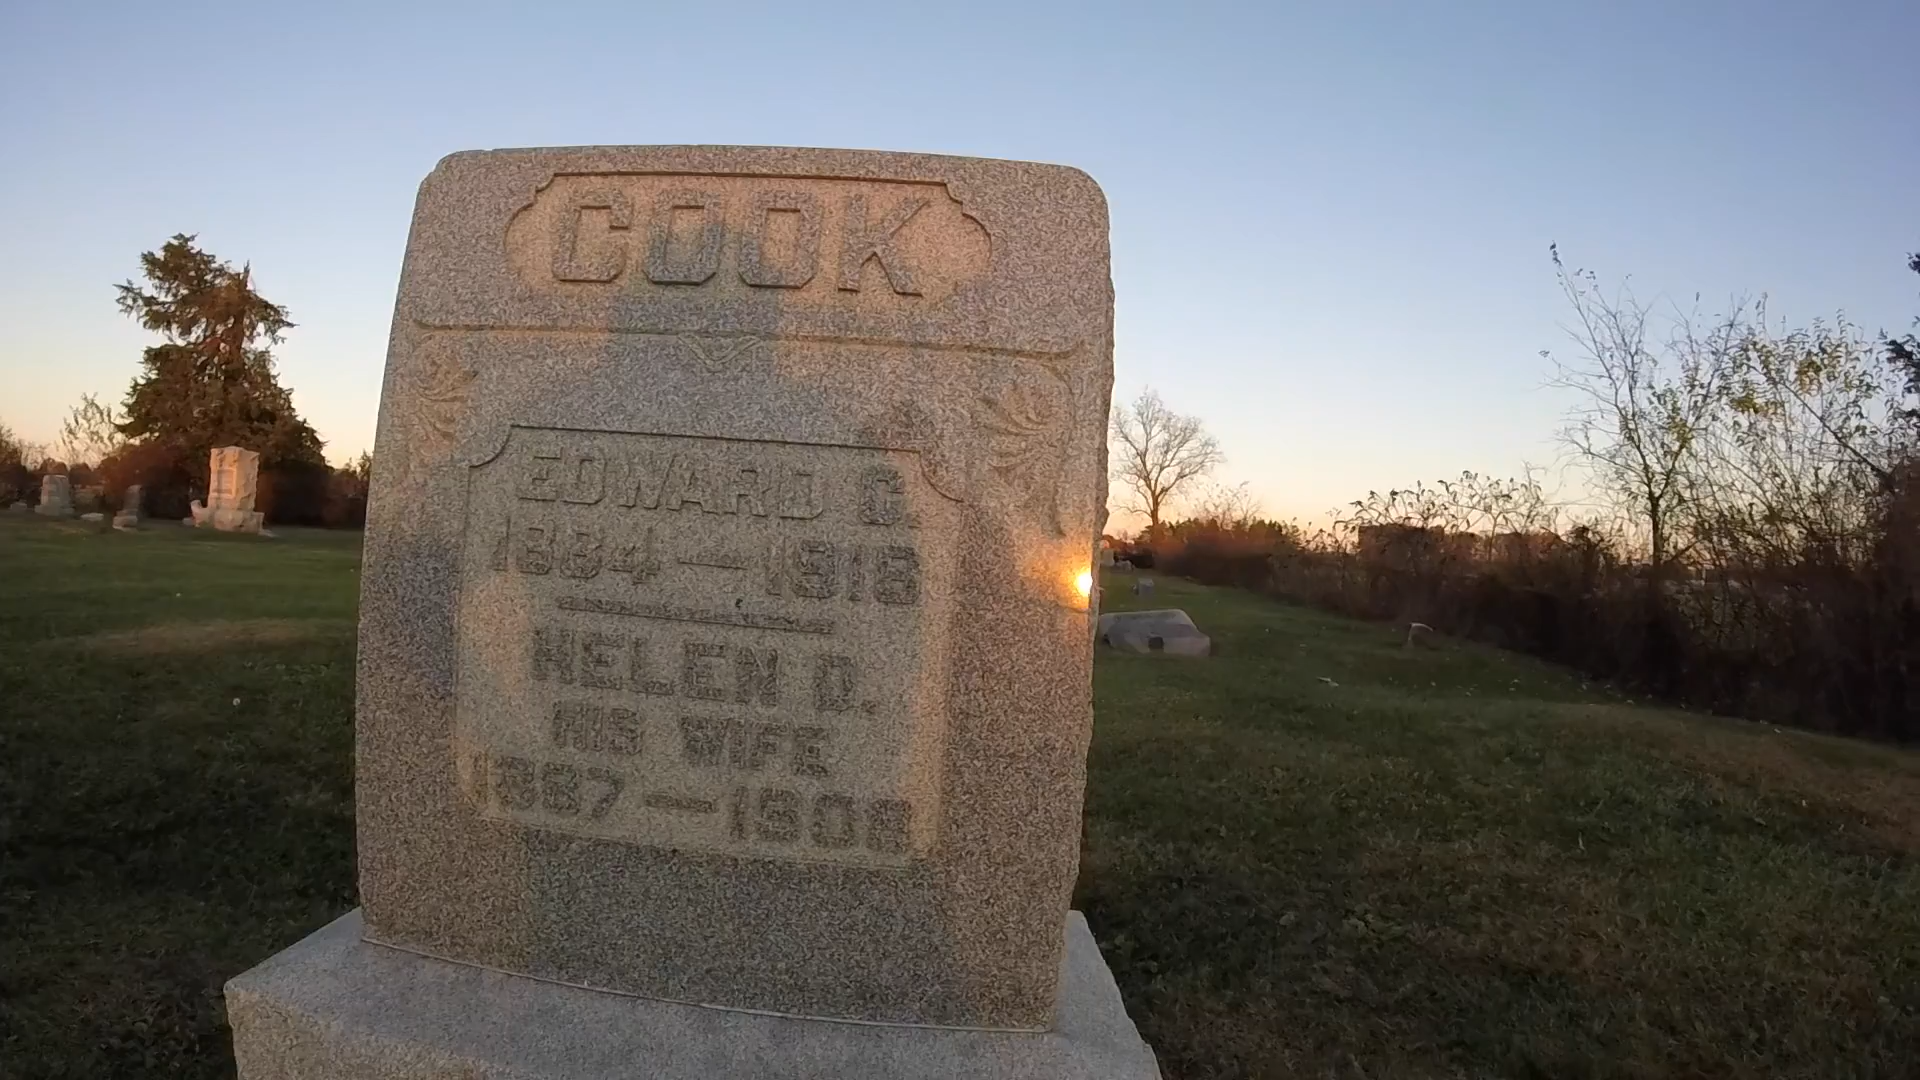 COOK
EDWARD G.
1884 — 1918
HELEN D.
HIS WIFE
1887 — 1908